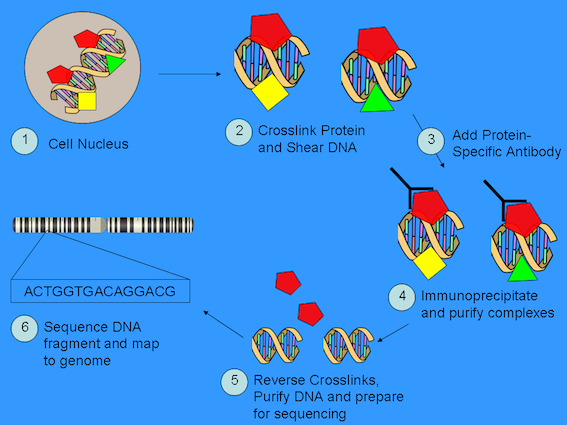 1
Cell Nucleus
2
Crosslink Protein
and Shear DNA
3
Add Protein-
Specific Antibody
4
Immunoprecipitate
and purify complexes
5
Reverse Crosslinks,
Purify DNA and prepare
for sequencing
ACTGGTGACAGGACG
6
Sequence DNA
fragment and map
to genome